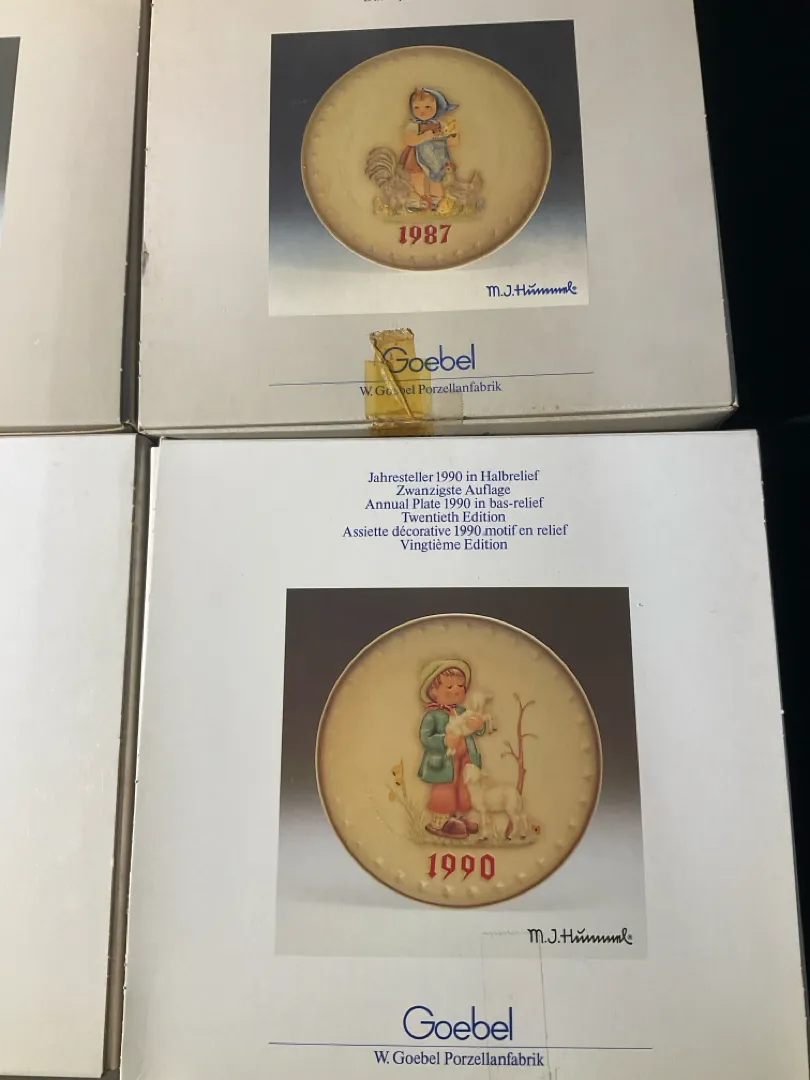 1987
M.J.Hummel®
Goebel
W. Goebel Porzellanfabrik
Jahresteller 1990 in Halbrelief
Zwanzigste Auflage
Annual Plate 1990 in bas-relief
Twentieth Edition
Assiette décorative 1990 motif en relief
Vingtième Edition
1990
M.J.Hummel®
Goebel
W. Goebel Porzellanfabrik